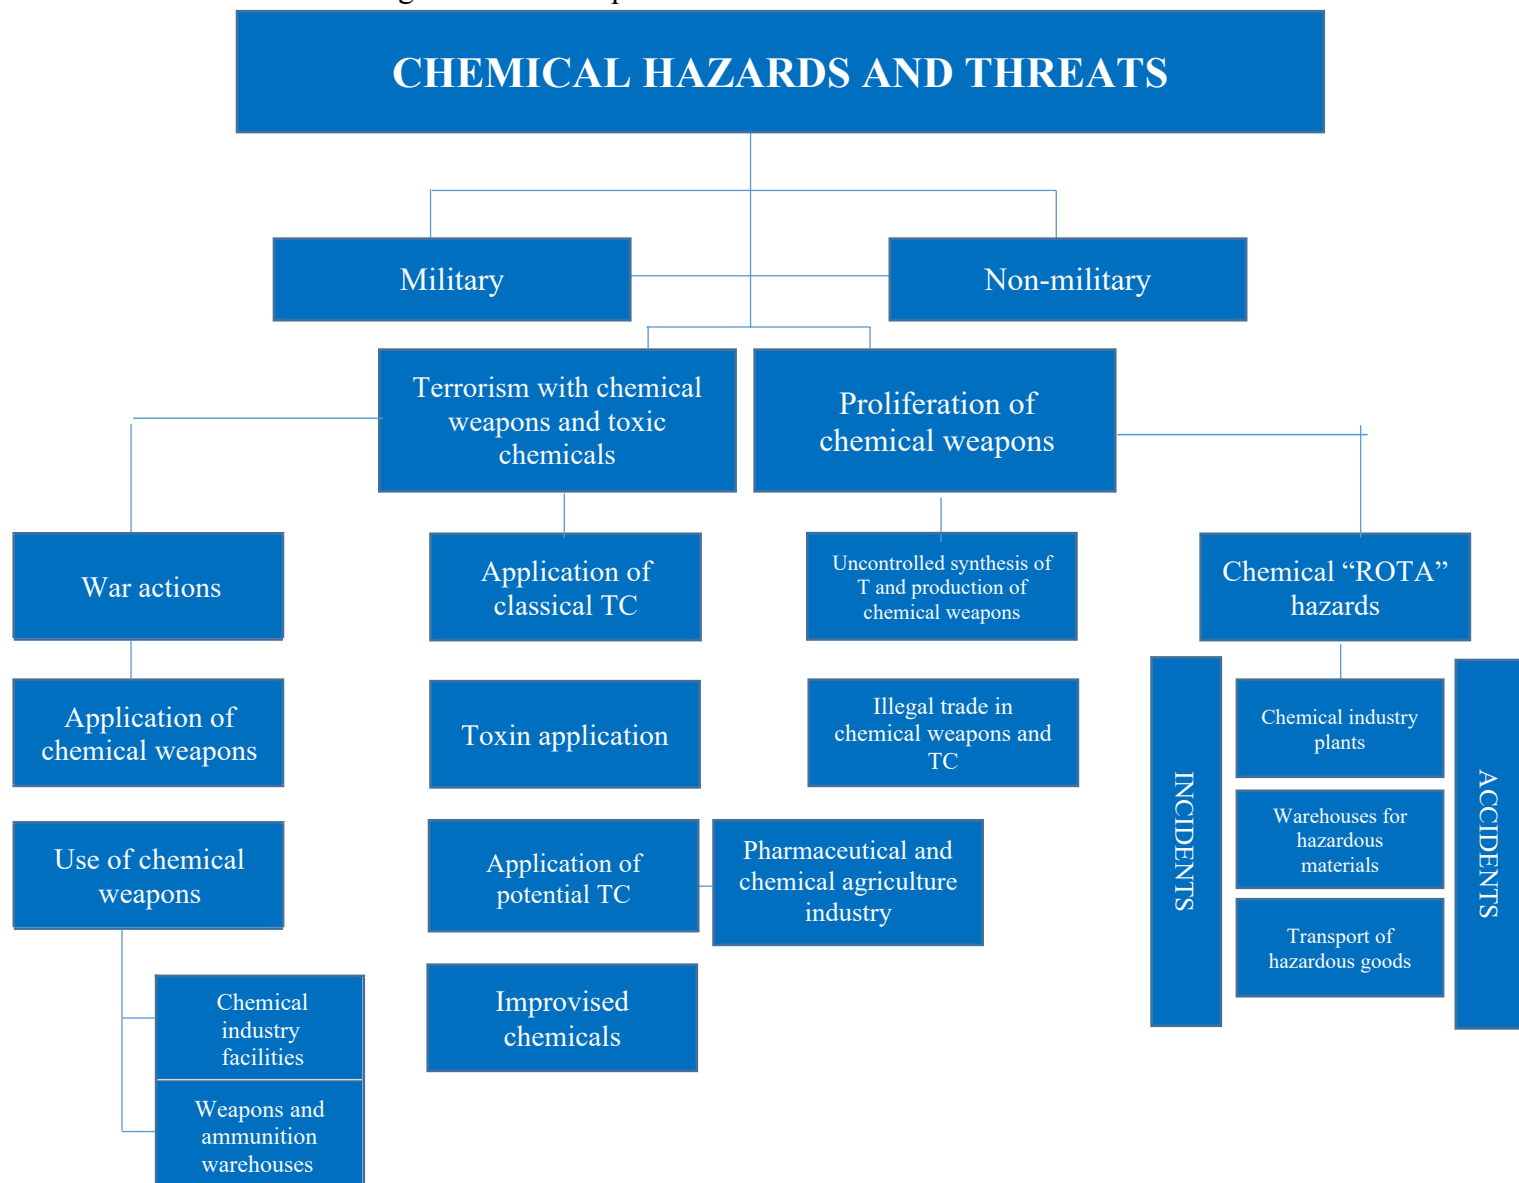 CHEMICAL HAZARDS AND THREATS
Military
Non-military
Terrorism with chemical
weapons and toxic
chemicals
Proliferation of
chemical weapons
War actions
Application of
classical TC
Uncontrolled synthesis of
T and production of
chemical weapons
Chemical “ROTA”
hazards
Application of
chemical weapons
Toxin application
Illegal trade in
chemical weapons and
TC
INCIDENTS
Chemical industry
plants
ACCIDENTS
Use of chemical
weapons
Application of
potential TC
Pharmaceutical and
chemical agriculture
industry
Warehouses for
hazardous
materials
Transport of
hazardous goods
Chemical
industry
facilities
Improvised
chemicals
Weapons and
ammunition
warehouses